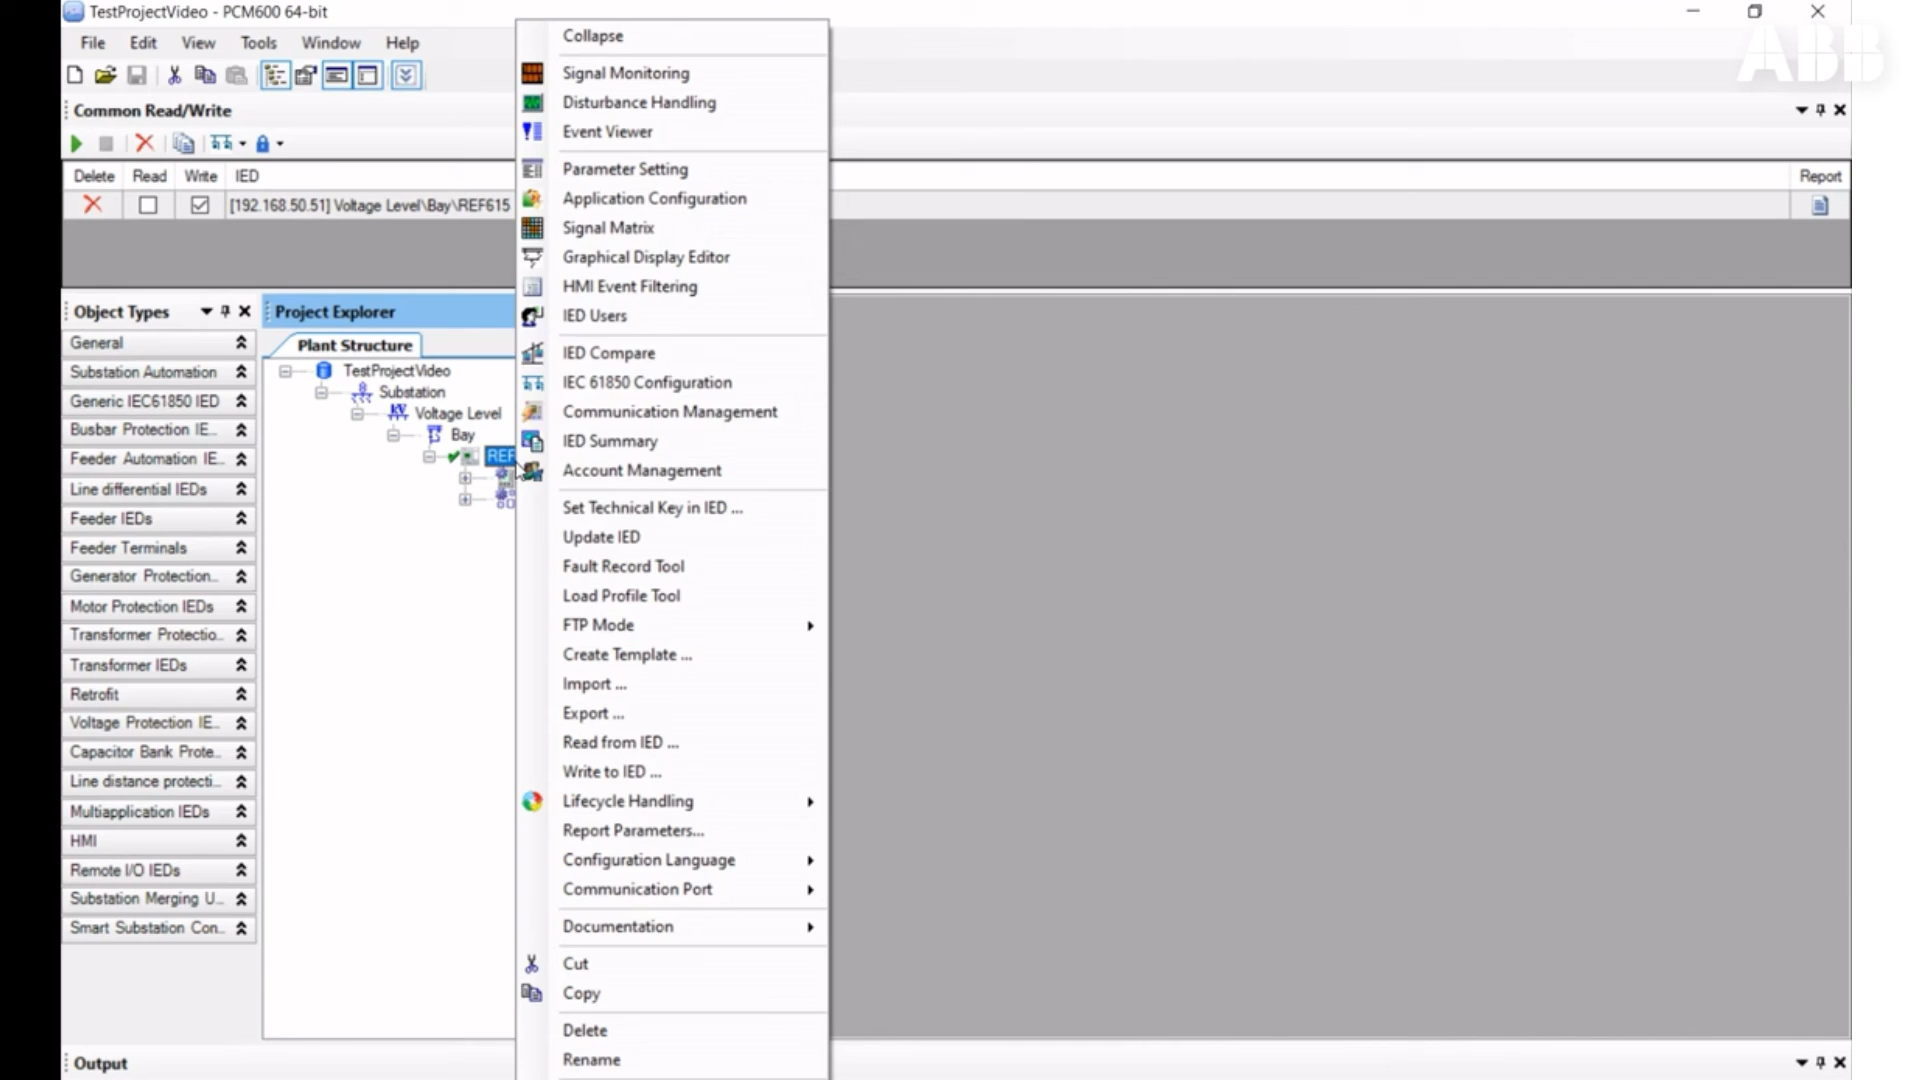 TestProjectVideo - PCM600 64-bit
ABB
File Edit View Tools Window Help
Common Read/Write
Delete Read Write IED Report
[192.168.50.51] Voltage Level\Bay\REF615
Object Types
General
Substation Automation
Generic IEC61850 IED
Busbar Protection IE...
Feeder Automation IE...
Line differential IEDs
Feeder IEDs
Feeder Terminals
Generator Protection...
Motor Protection IEDs
Transformer Protectio...
Transformer IEDs
Retrofit
Voltage Protection IE...
Capacitor Bank Prote...
Line distance protecti...
Multiapplication IEDs
HMI
Remote I/O IEDs
Substation Merging U...
Smart Substation Con...
Project Explorer
Plant Structure
TestProjectVideo
Substation
kV Voltage Level
Bay
REF
Collapse
Signal Monitoring
Disturbance Handling
Event Viewer
Parameter Setting
Application Configuration
Signal Matrix
Graphical Display Editor
HMI Event Filtering
IED Users
IED Compare
IEC 61850 Configuration
Communication Management
IED Summary
Account Management
Set Technical Key in IED ...
Update IED
Fault Record Tool
Load Profile Tool
FTP Mode
Create Template ...
Import ...
Export ...
Read from IED ...
Write to IED ...
Lifecycle Handling
Report Parameters...
Configuration Language
Communication Port
Documentation
Cut
Copy
Delete
Rename
Output